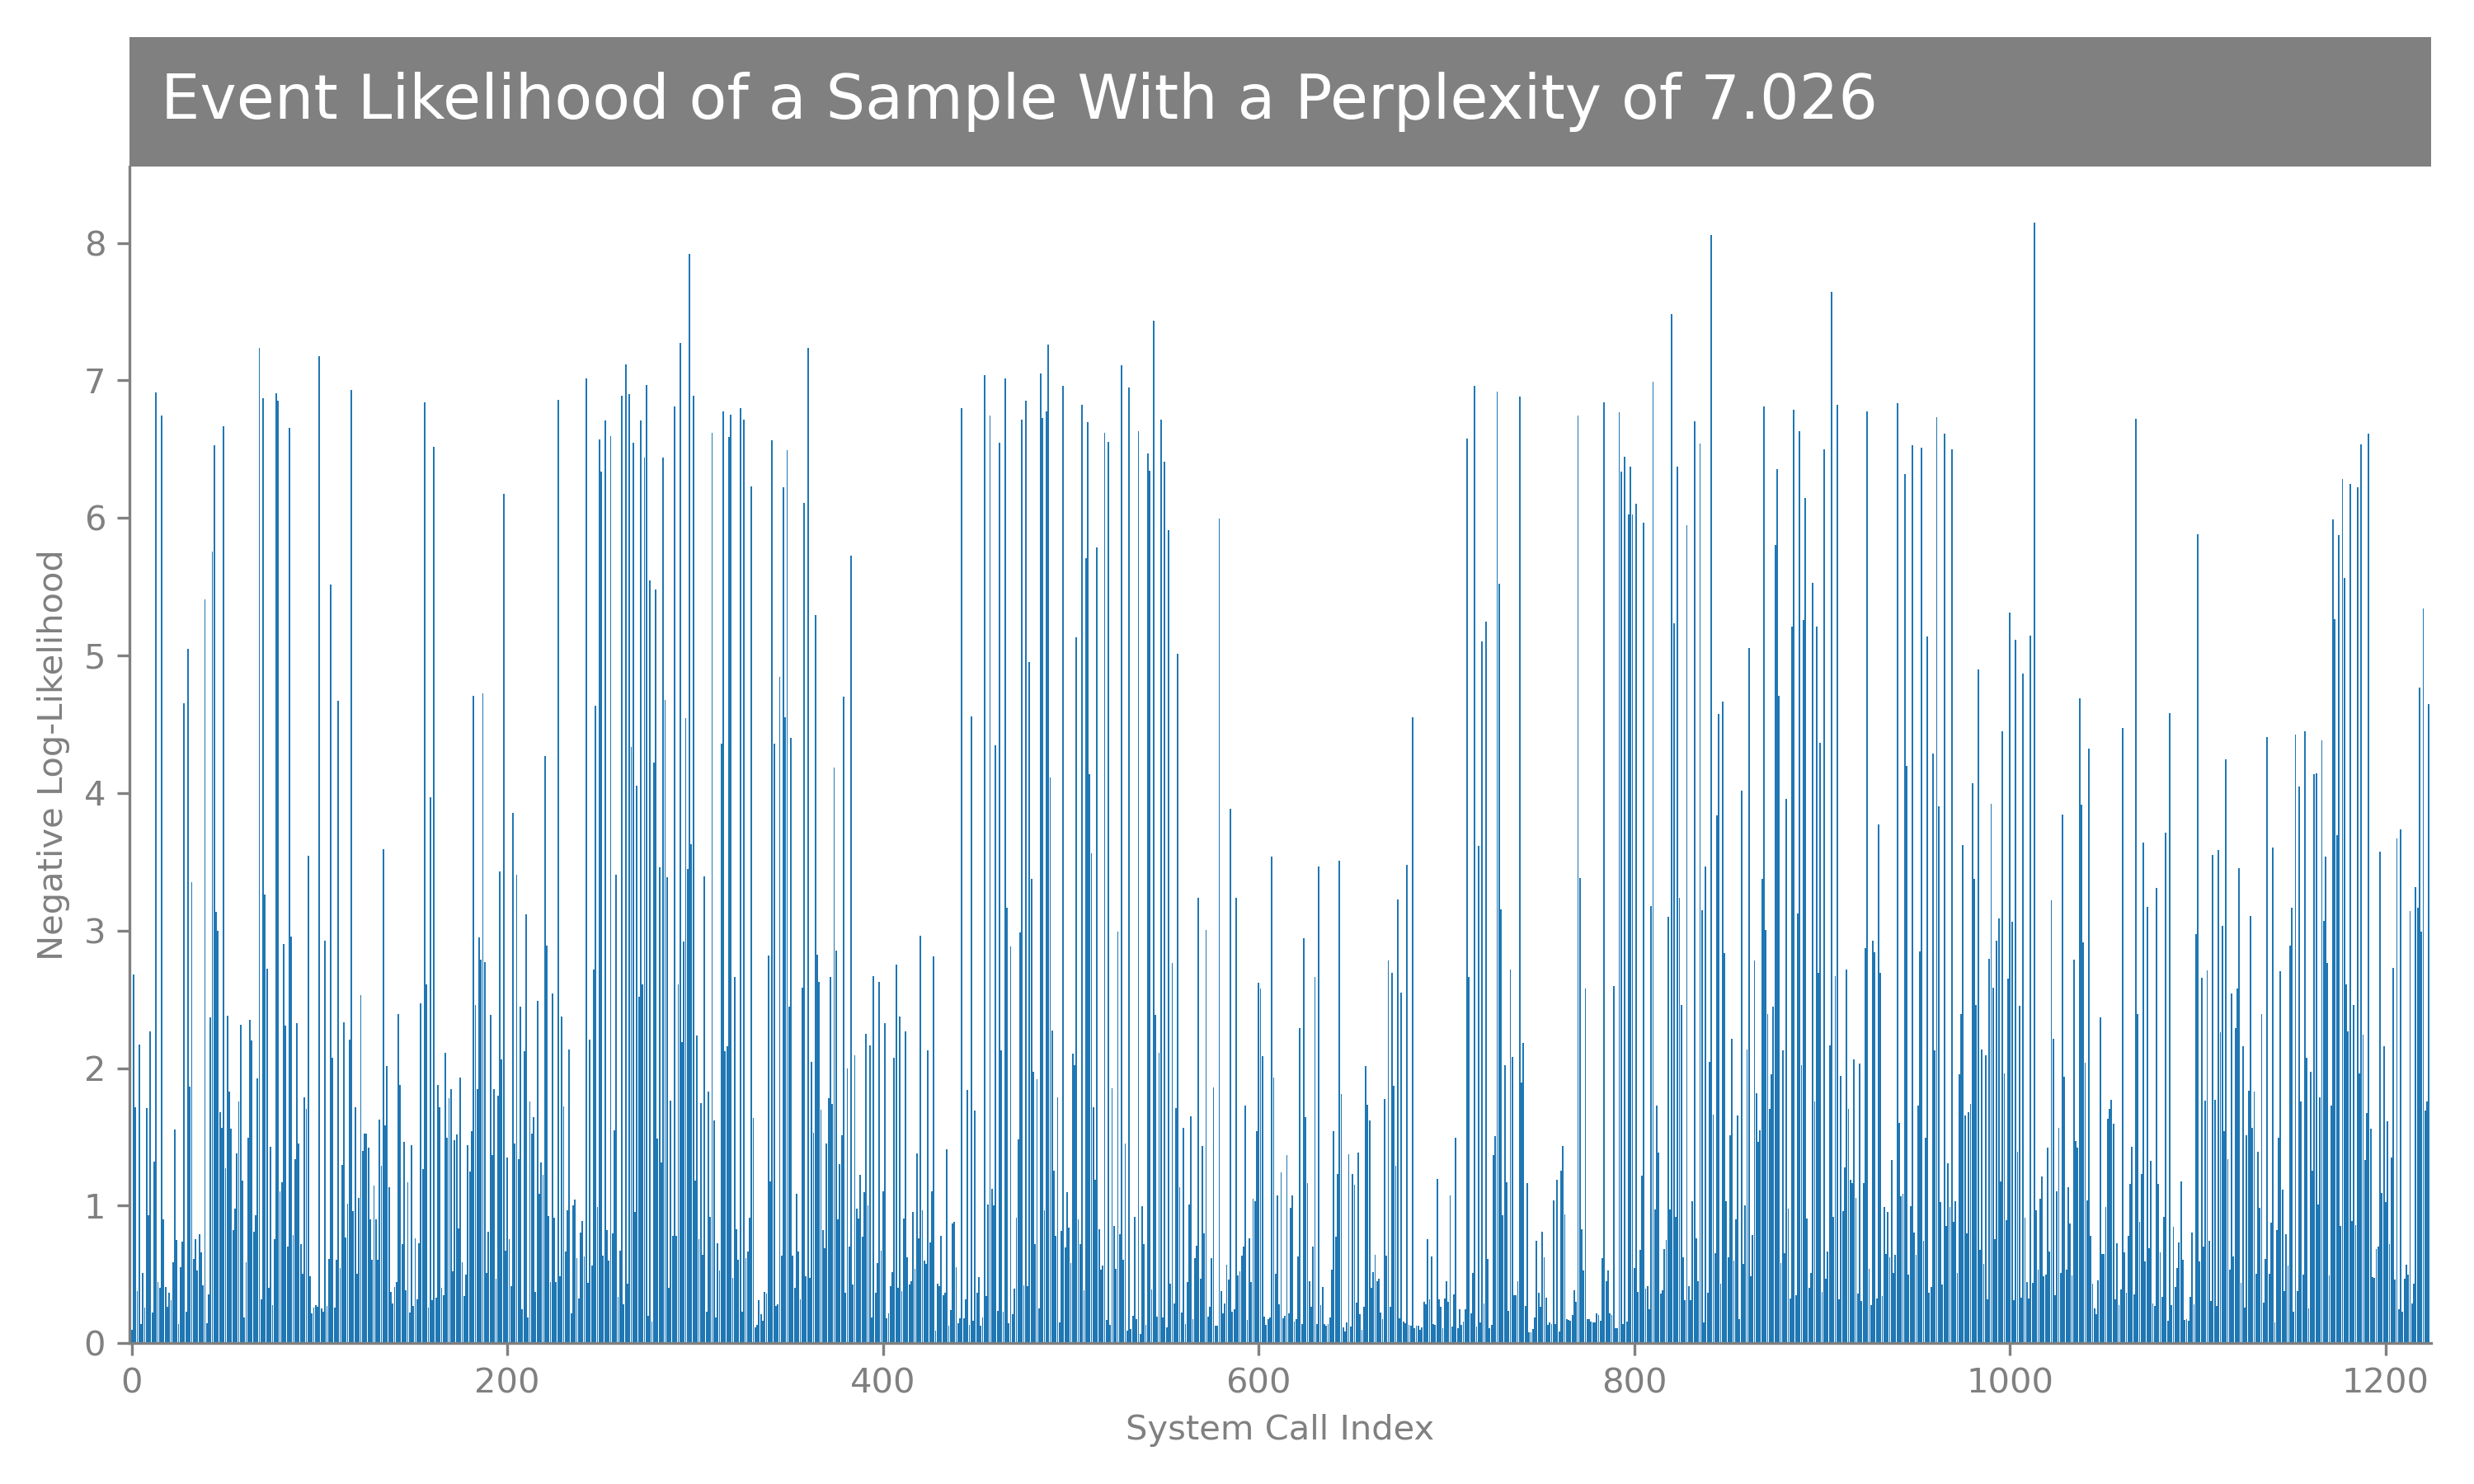 Event Likelihood of a Sample With a Perplexity of 7.026
8
7
6
5
4
3
2
1
0
Negative Log-Likelihood
0 200 400 600 800 1000 1200
System Call Index